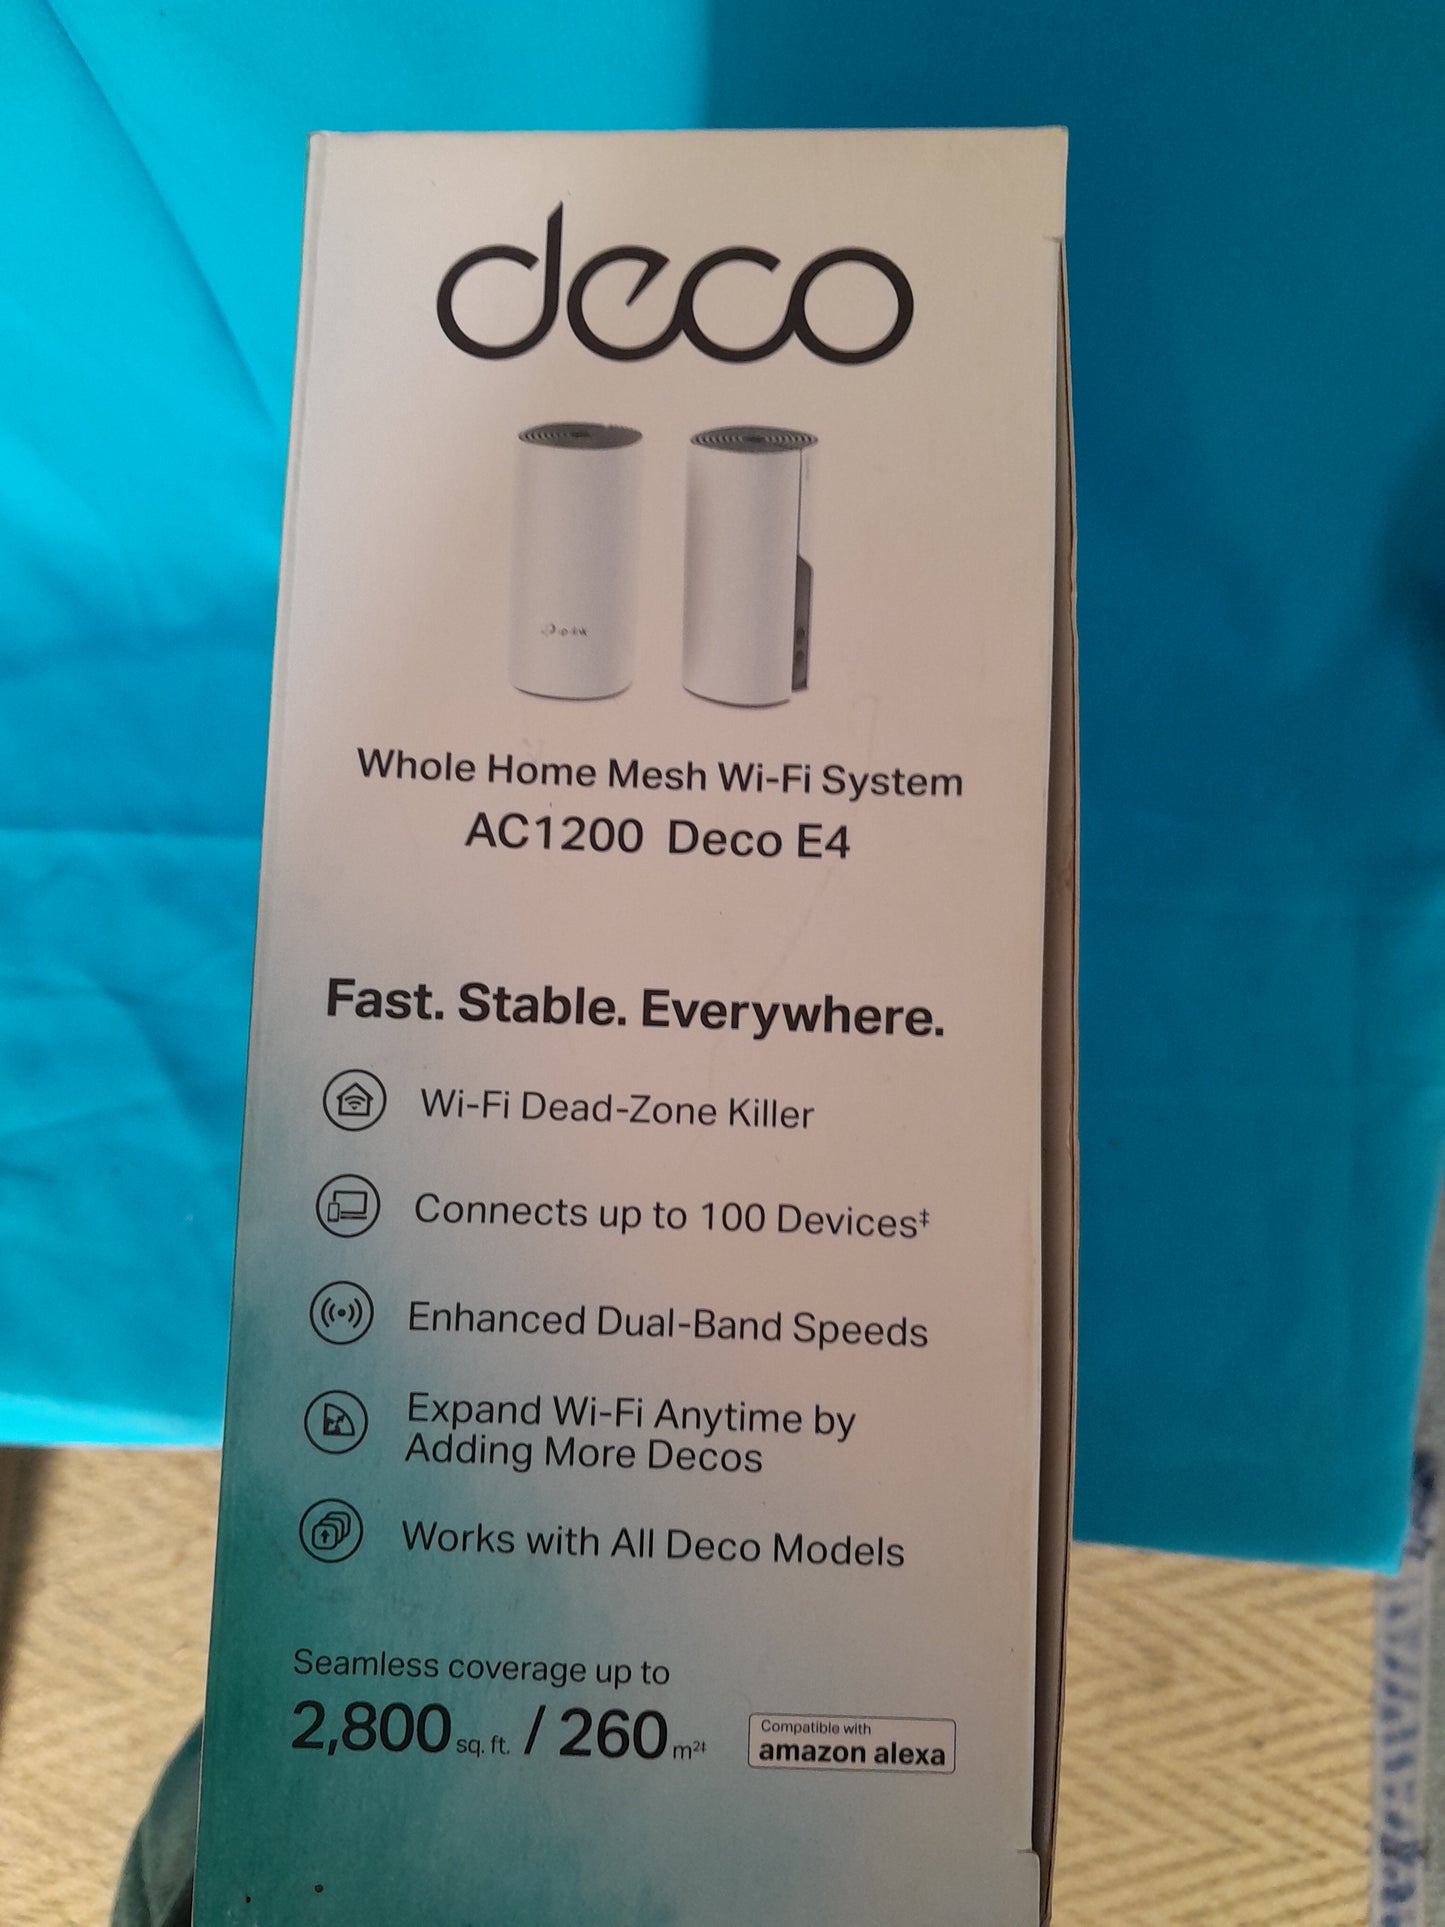 deco
tp-link
Whole Home Mesh Wi-Fi System
AC1200 Deco E4
Fast. Stable. Everywhere.
Wi-Fi Dead-Zone Killer
Connects up to 100 Devices‡
Enhanced Dual-Band Speeds
Expand Wi-Fi Anytime by
Adding More Decos
Works with All Deco Models
Seamless coverage up to
2,800 sq. ft. / 260 m²‡
Compatible with
amazon alexa